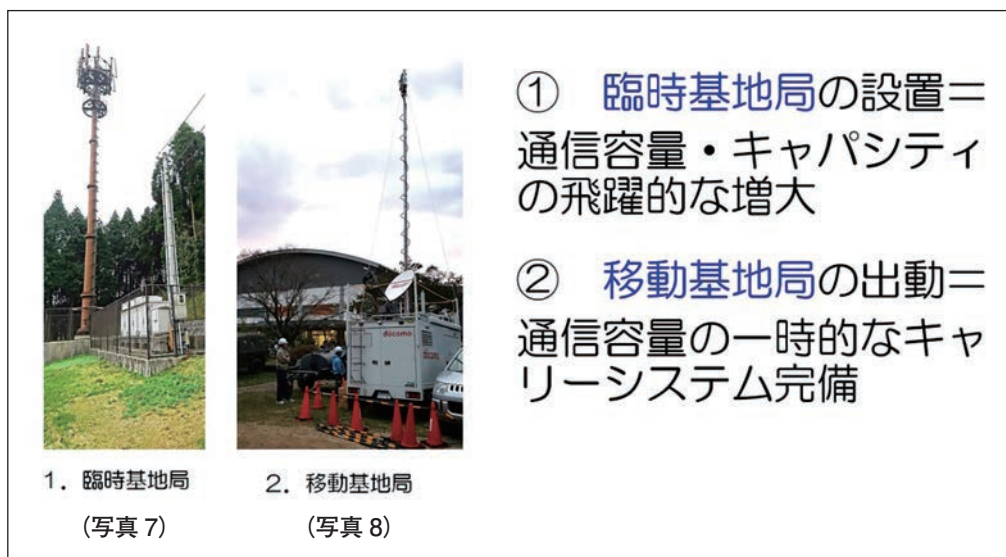 ① 臨時基地局の設置＝
通信容量・キャパシティ
の飛躍的な増大
② 移動基地局の出動＝
通信容量の一時的なキャ
リーシステム完備
docomo
docomo
1. 臨時基地局
2. 移動基地局
(写真 7)
(写真 8)